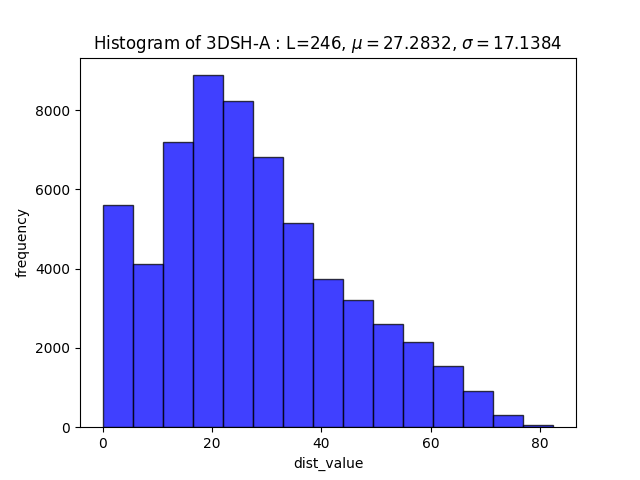 Histogram of 3DSH-A : L=246, μ = 27.2832, σ = 17.1384
8000
6000
4000
2000
0
frequency
0 20 40 60 80
dist_value